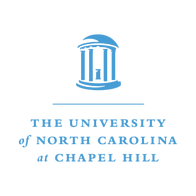 THE UNIVERSITY
of NORTH CAROLINA
at CHAPEL HILL